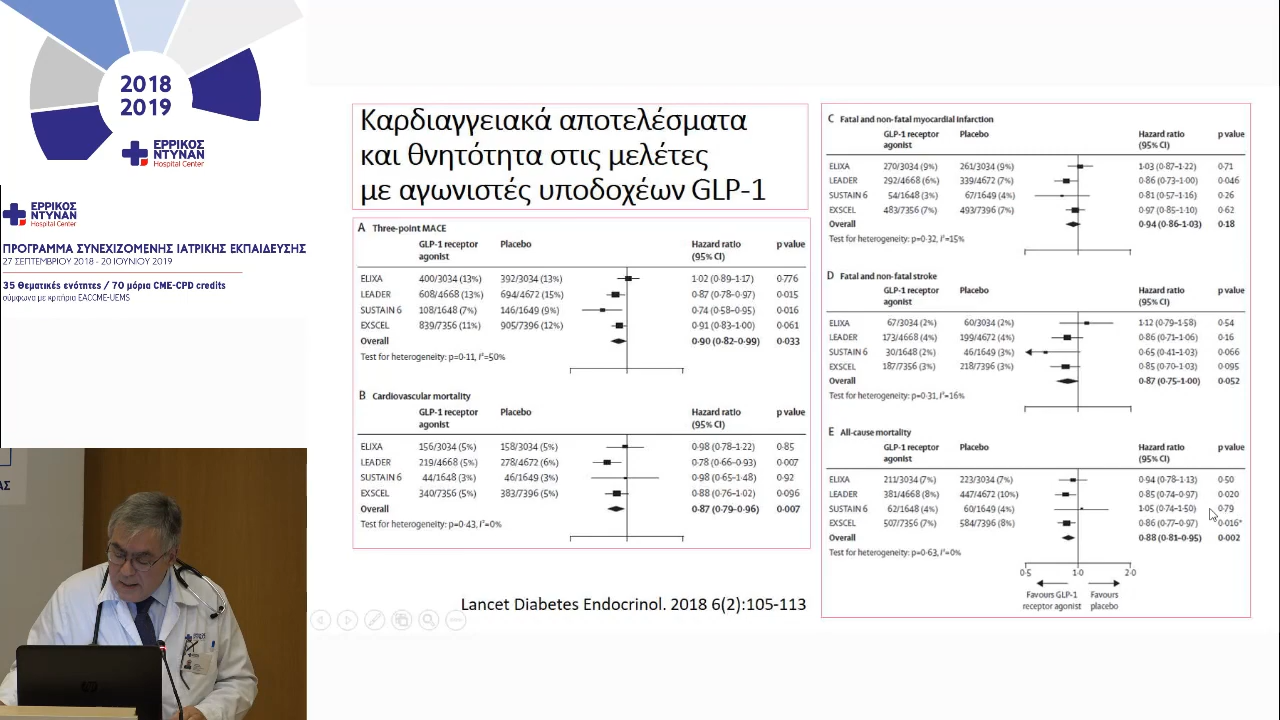 2018
2019
ΕΡΡΙΚΟΣ
ΝΤΥΝΑΝ
Hospital Center
ΕΡΡΙΚΟΣ
ΝΤΥΝΑΝ
Hospital Center
ΠΡΟΓΡΑΜΜΑ ΣΥΝΕΧΙΖΟΜΕΝΗΣ ΙΑΤΡΙΚΗΣ ΕΚΠΑΙΔΕΥΣΗΣ
27 ΣΕΠΤΕΜΒΡΙΟΥ 2018 - 20 ΙΟΥΝΙΟΥ 2019
35 Θεματικές ενότητες / 70 μόρια CME-CPD credits
σύμφωνα με κριτήρια EACCME-UEMS
Καρδιαγγειακά αποτελέσματα
και θνητότητα στις μελέτες
με αγωνιστές υποδοχέων GLP-1
A Three-point MACE
GLP-1 receptor agonist Placebo Hazard ratio (95% CI) p value
ELIXA 400/3034 (13%) 392/3034 (13%) 1·02 (0·89–1·17) 0·776
LEADER 608/4668 (13%) 694/4672 (15%) 0·87 (0·78–0·97) 0·015
SUSTAIN 6 108/1648 (7%) 146/1649 (9%) 0·74 (0·58–0·95) 0·016
EXSCEL 839/7356 (11%) 905/7396 (12%) 0·91 (0·83–1·00) 0·061
Overall 0·90 (0·82–0·99) 0·033
Test for heterogeneity: p=0·11, I²=50%
B Cardiovascular mortality
GLP-1 receptor agonist Placebo Hazard ratio (95% CI) p value
ELIXA 156/3034 (5%) 158/3034 (5%) 0·98 (0·78–1·22) 0·85
LEADER 219/4668 (5%) 278/4672 (6%) 0·78 (0·66–0·93) 0·007
SUSTAIN 6 44/1648 (3%) 46/1649 (3%) 0·98 (0·65–1·48) 0·92
EXSCEL 340/7356 (5%) 383/7396 (5%) 0·88 (0·76–1·02) 0·096
Overall 0·87 (0·79–0·96) 0·007
Test for heterogeneity: p=0·43, I²=0%
C Fatal and non-fatal myocardial infarction
GLP-1 receptor agonist Placebo Hazard ratio (95% CI) p value
ELIXA 270/3034 (9%) 261/3034 (9%) 1·03 (0·87–1·22) 0·71
LEADER 292/4668 (6%) 339/4672 (7%) 0·86 (0·73–1·00) 0·046
SUSTAIN 6 54/1648 (3%) 67/1649 (4%) 0·81 (0·57–1·16) 0·26
EXSCEL 483/7356 (7%) 493/7396 (7%) 0·97 (0·85–1·10) 0·62
Overall 0·94 (0·86–1·03) 0·18
Test for heterogeneity: p=0·32, I²=15%
D Fatal and non-fatal stroke
GLP-1 receptor agonist Placebo Hazard ratio (95% CI) p value
ELIXA 67/3034 (2%) 60/3034 (2%) 1·12 (0·79–1·58) 0·54
LEADER 173/4668 (4%) 199/4672 (4%) 0·86 (0·71–1·06) 0·16
SUSTAIN 6 30/1648 (2%) 46/1649 (3%) 0·65 (0·41–1·03) 0·066
EXSCEL 187/7356 (3%) 218/7396 (3%) 0·85 (0·70–1·03) 0·095
Overall 0·87 (0·75–1·00) 0·052
Test for heterogeneity: p=0·31, I²=16%
E All-cause mortality
GLP-1 receptor agonist Placebo Hazard ratio (95% CI) p value
ELIXA 211/3034 (7%) 223/3034 (7%) 0·94 (0·78–1·13) 0·50
LEADER 381/4668 (8%) 447/4672 (10%) 0·85 (0·74–0·97) 0·020
SUSTAIN 6 62/1648 (4%) 60/1649 (4%) 1·05 (0·74–1·50) 0·79
EXSCEL 507/7356 (7%) 584/7396 (8%) 0·86 (0·77–0·97) 0·016*
Overall 0·88 (0·81–0·95) 0·002
Test for heterogeneity: p=0·63, I²=0%
0·5 1·0 2·0
Favours GLP-1 receptor agonist Favours placebo
Lancet Diabetes Endocrinol. 2018 6(2):105-113
ΑΣ